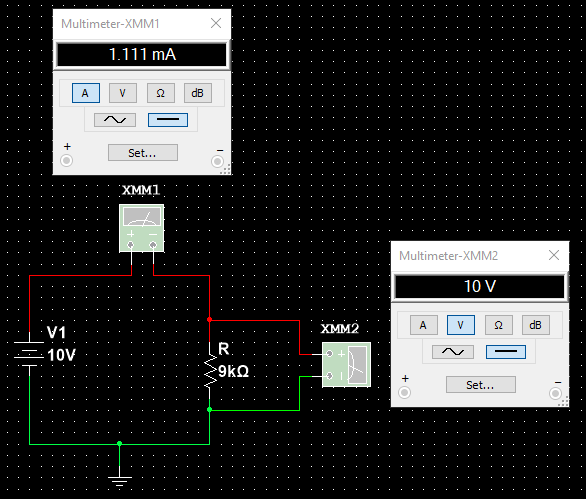 Multimeter-XMM1
1.111 mA
A V Ω dB
+ Set... −
XMM1
+ −
Multimeter-XMM2
10 V
A V Ω dB
+ Set... −
V1
10V
R
9kΩ
XMM2
+
−